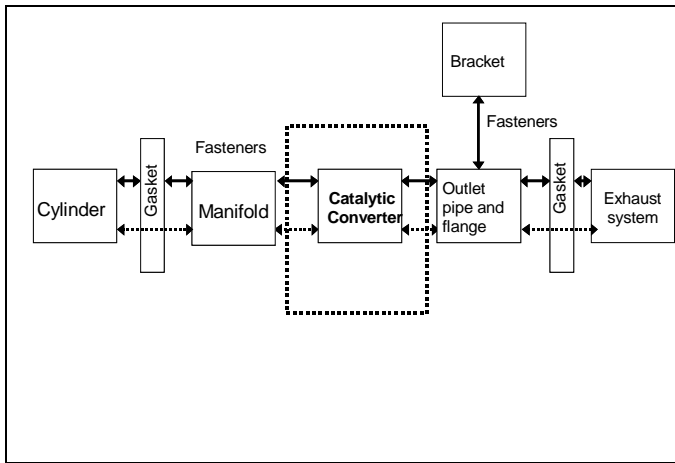 Bracket
Fasteners
Fasteners
Cylinder
Gasket
Manifold
Catalytic
Converter
Outlet
pipe and
flange
Gasket
Exhaust
system